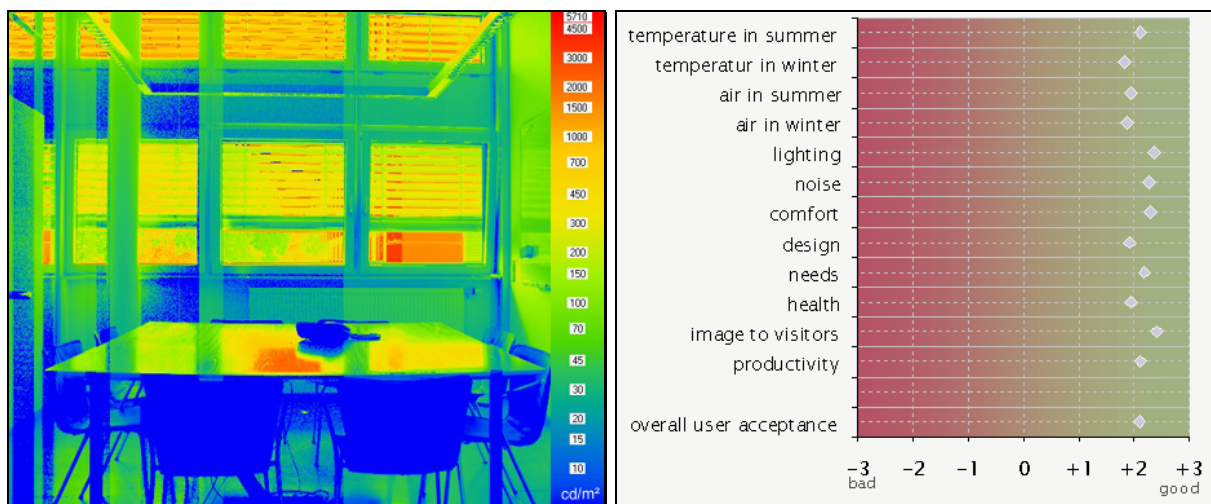 5710
4500
3000
2000
1500
1000
700
450
300
200
150
100
70
45
30
20
15
10
cd/m²
temperature in summer
temperatur in winter
air in summer
air in winter
lighting
noise
comfort
design
needs
health
image to visitors
productivity
overall user acceptance
−3 −2 −1 0 +1 +2 +3
bad good